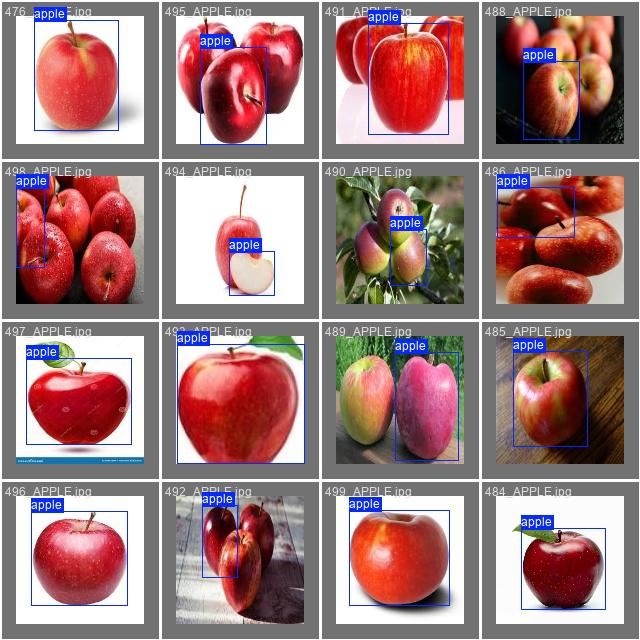 476_APPLE.jpg
495_APPLE.jpg
491_APPLE.jpg
488_APPLE.jpg
apple
apple
apple
apple
498_APPLE.jpg
494_APPLE.jpg
490_APPLE.jpg
486_APPLE.jpg
apple
apple
apple
apple
497_APPLE.jpg
493_APPLE.jpg
489_APPLE.jpg
485_APPLE.jpg
apple
apple
apple
apple
496_APPLE.jpg
492_APPLE.jpg
499_APPLE.jpg
484_APPLE.jpg
apple
apple
apple
apple